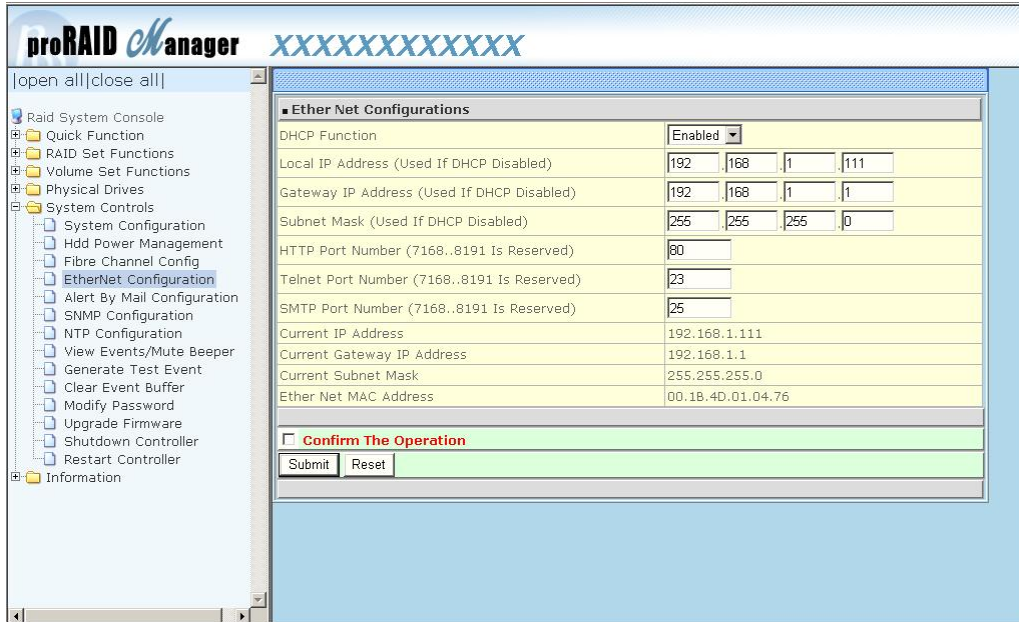 proRAID Manager XXXXXXXXXXXX
|open all|close all|
Raid System Console
Quick Function
RAID Set Functions
Volume Set Functions
Physical Drives
System Controls
System Configuration
Hdd Power Management
Fibre Channel Config
EtherNet Configuration
Alert By Mail Configuration
SNMP Configuration
NTP Configuration
View Events/Mute Beeper
Generate Test Event
Clear Event Buffer
Modify Password
Upgrade Firmware
Shutdown Controller
Restart Controller
Information
Ether Net Configurations
DHCP Function Enabled
Local IP Address (Used If DHCP Disabled) 192 .168 .1 .111
Gateway IP Address (Used If DHCP Disabled) 192 .168 .1 .1
Subnet Mask (Used If DHCP Disabled) 255 .255 .255 .0
HTTP Port Number (7168..8191 Is Reserved) 80
Telnet Port Number (7168..8191 Is Reserved) 23
SMTP Port Number (7168..8191 Is Reserved) 25
Current IP Address 192.168.1.111
Current Gateway IP Address 192.168.1.1
Current Subnet Mask 255.255.255.0
Ether Net MAC Address 00.1B.4D.01.04.76
Confirm The Operation
Submit Reset